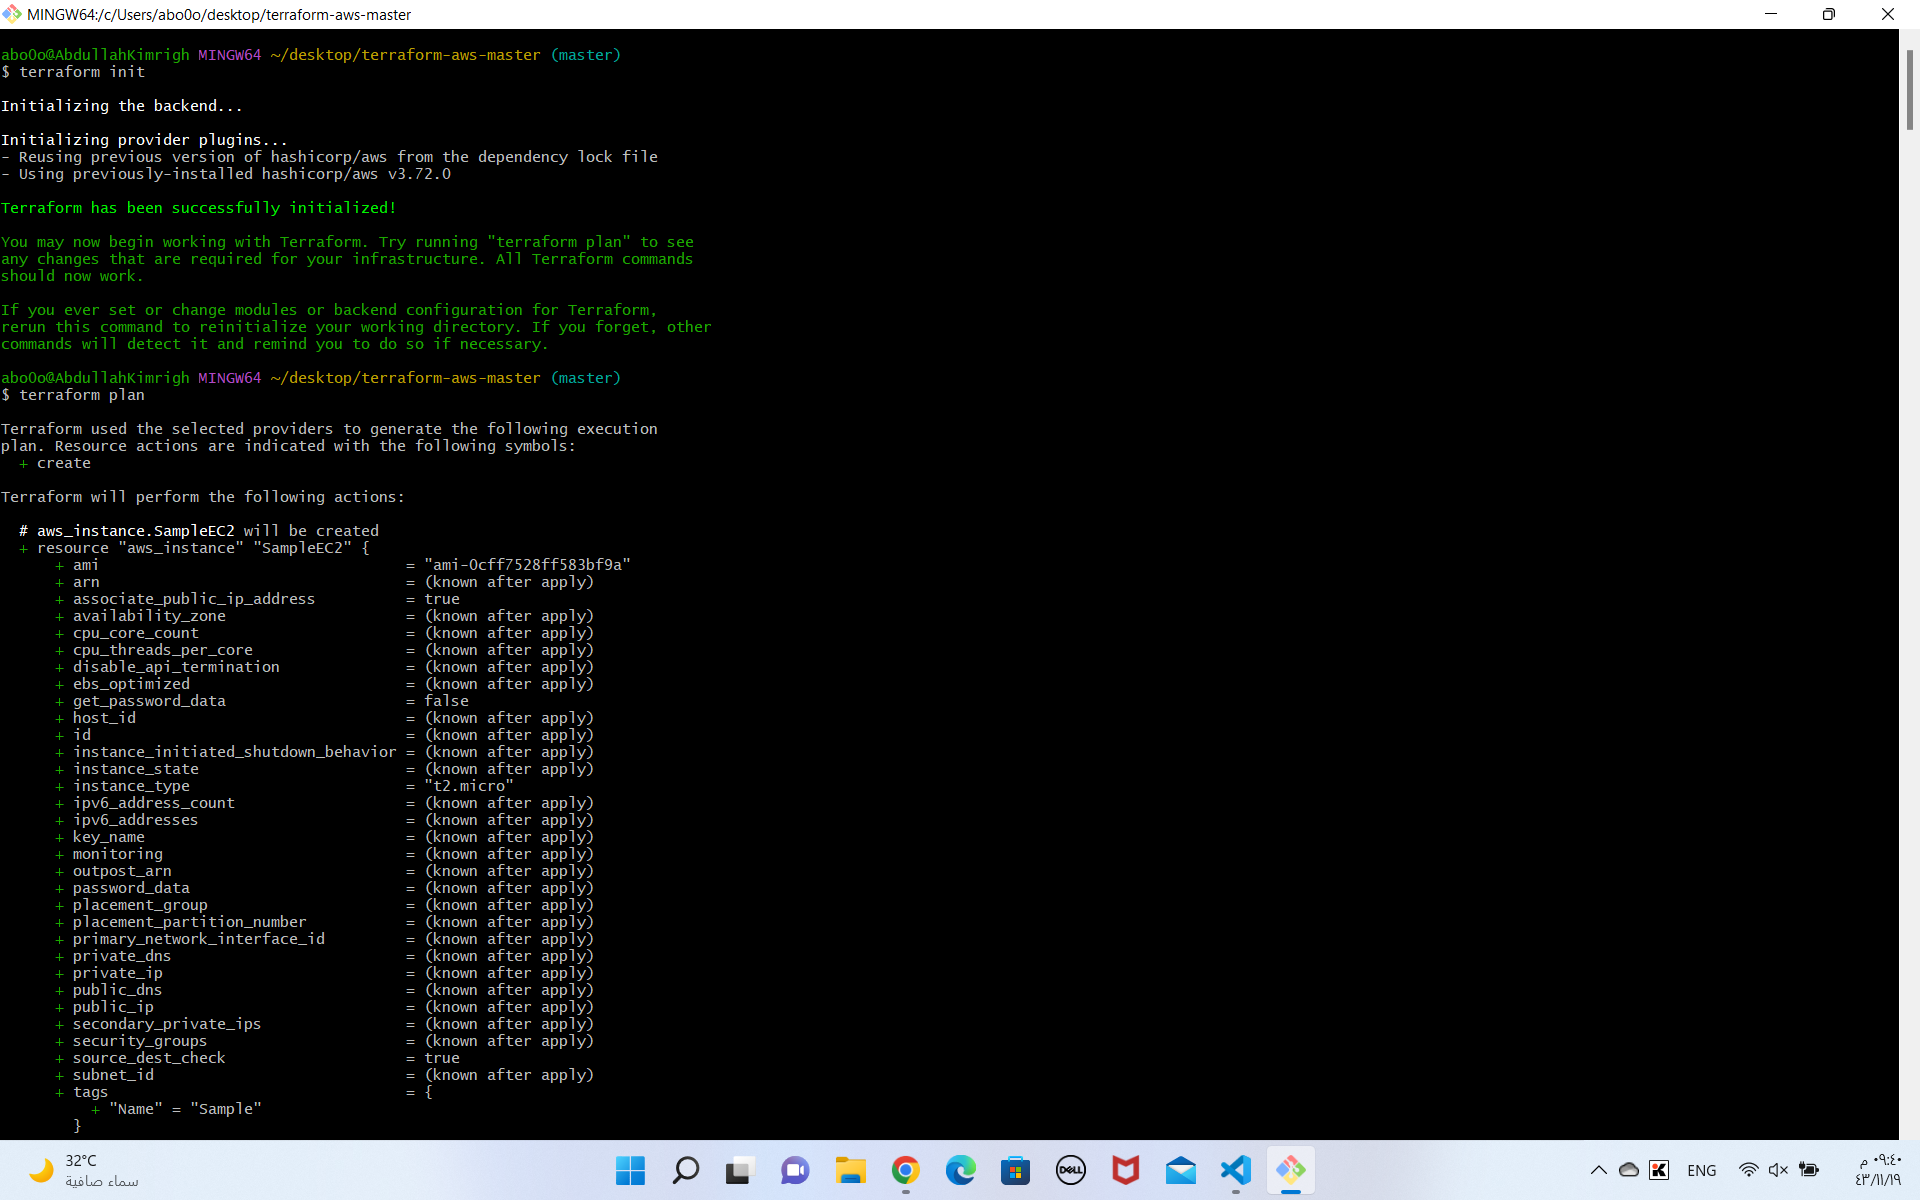 MINGW64:/c/Users/abo0o/desktop/terraform-aws-master
abo0o@AbdullahKimrigh MINGW64 ~/desktop/terraform-aws-master (master)
$ terraform init
Initializing the backend...
Initializing provider plugins...
- Reusing previous version of hashicorp/aws from the dependency lock file
- Using previously-installed hashicorp/aws v3.72.0
Terraform has been successfully initialized!
You may now begin working with Terraform. Try running "terraform plan" to see
any changes that are required for your infrastructure. All Terraform commands
should now work.
If you ever set or change modules or backend configuration for Terraform,
rerun this command to reinitialize your working directory. If you forget, other
commands will detect it and remind you to do so if necessary.
abo0o@AbdullahKimrigh MINGW64 ~/desktop/terraform-aws-master (master)
$ terraform plan
Terraform used the selected providers to generate the following execution
plan. Resource actions are indicated with the following symbols:
+ create
Terraform will perform the following actions:
# aws_instance.SampleEC2 will be created
+ resource "aws_instance" "SampleEC2" {
+ ami = "ami-0cff7528ff583bf9a"
+ arn = (known after apply)
+ associate_public_ip_address = true
+ availability_zone = (known after apply)
+ cpu_core_count = (known after apply)
+ cpu_threads_per_core = (known after apply)
+ disable_api_termination = (known after apply)
+ ebs_optimized = (known after apply)
+ get_password_data = false
+ host_id = (known after apply)
+ id = (known after apply)
+ instance_initiated_shutdown_behavior = (known after apply)
+ instance_state = (known after apply)
+ instance_type = "t2.micro"
+ ipv6_address_count = (known after apply)
+ ipv6_addresses = (known after apply)
+ key_name = (known after apply)
+ monitoring = (known after apply)
+ outpost_arn = (known after apply)
+ password_data = (known after apply)
+ placement_group = (known after apply)
+ placement_partition_number = (known after apply)
+ primary_network_interface_id = (known after apply)
+ private_dns = (known after apply)
+ private_ip = (known after apply)
+ public_dns = (known after apply)
+ public_ip = (known after apply)
+ secondary_private_ips = (known after apply)
+ security_groups = (known after apply)
+ source_dest_check = true
+ subnet_id = (known after apply)
+ tags = {
+ "Name" = "Sample"
}
32°C
سماء صافية
DELL
K
ENG
٠٩:٤٠ م
٤٣/١١/١٩